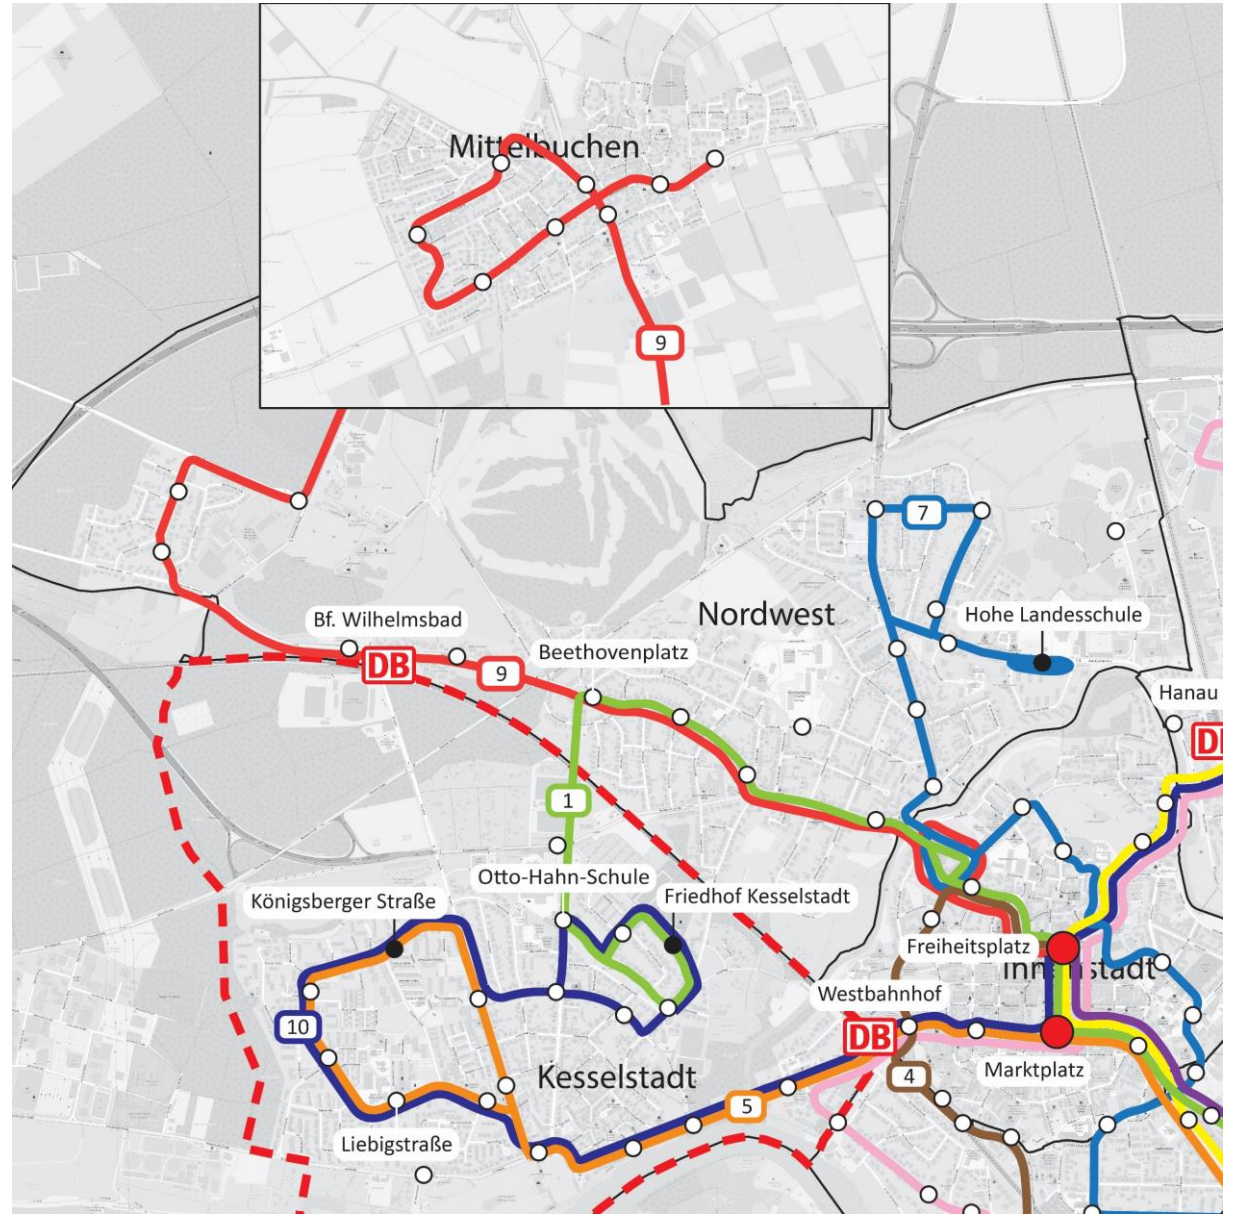 Mittelbuchen
9
7
Nordwest
Hohe Landesschule
Bf. Wilhelmsbad
DB
9
Beethovenplatz
Hanau
1
Otto-Hahn-Schule
Königsberger Straße
Friedhof Kesselstadt
Freiheitsplatz
Westbahnhof
10
DB
Marktplatz
Kesselstadt
4
5
Liebigstraße